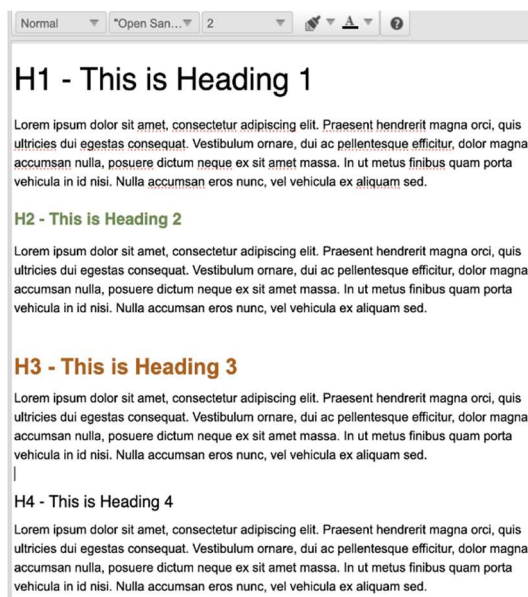 Normal "Open San... 2 A ?
H1 - This is Heading 1
Lorem ipsum dolor sit amet, consectetur adipiscing elit. Praesent hendrerit magna orci, quis
ultricies dui egestas consequat. Vestibulum ornare, dui ac pellentesque efficitur, dolor magna
accumsan nulla, posuere dictum neque ex sit amet massa. In ut metus finibus quam porta
vehicula in id nisi. Nulla accumsan eros nunc, vel vehicula ex aliquam sed.
H2 - This is Heading 2
Lorem ipsum dolor sit amet, consectetur adipiscing elit. Praesent hendrerit magna orci, quis
ultricies dui egestas consequat. Vestibulum ornare, dui ac pellentesque efficitur, dolor magna
accumsan nulla, posuere dictum neque ex sit amet massa. In ut metus finibus quam porta
vehicula in id nisi. Nulla accumsan eros nunc, vel vehicula ex aliquam sed.
H3 - This is Heading 3
Lorem ipsum dolor sit amet, consectetur adipiscing elit. Praesent hendrerit magna orci, quis
ultricies dui egestas consequat. Vestibulum ornare, dui ac pellentesque efficitur, dolor magna
accumsan nulla, posuere dictum neque ex sit amet massa. In ut metus finibus quam porta
vehicula in id nisi. Nulla accumsan eros nunc, vel vehicula ex aliquam sed.
H4 - This is Heading 4
Lorem ipsum dolor sit amet, consectetur adipiscing elit. Praesent hendrerit magna orci, quis
ultricies dui egestas consequat. Vestibulum ornare, dui ac pellentesque efficitur, dolor magna
accumsan nulla, posuere dictum neque ex sit amet massa. In ut metus finibus quam porta
vehicula in id nisi. Nulla accumsan eros nunc, vel vehicula ex aliquam sed.